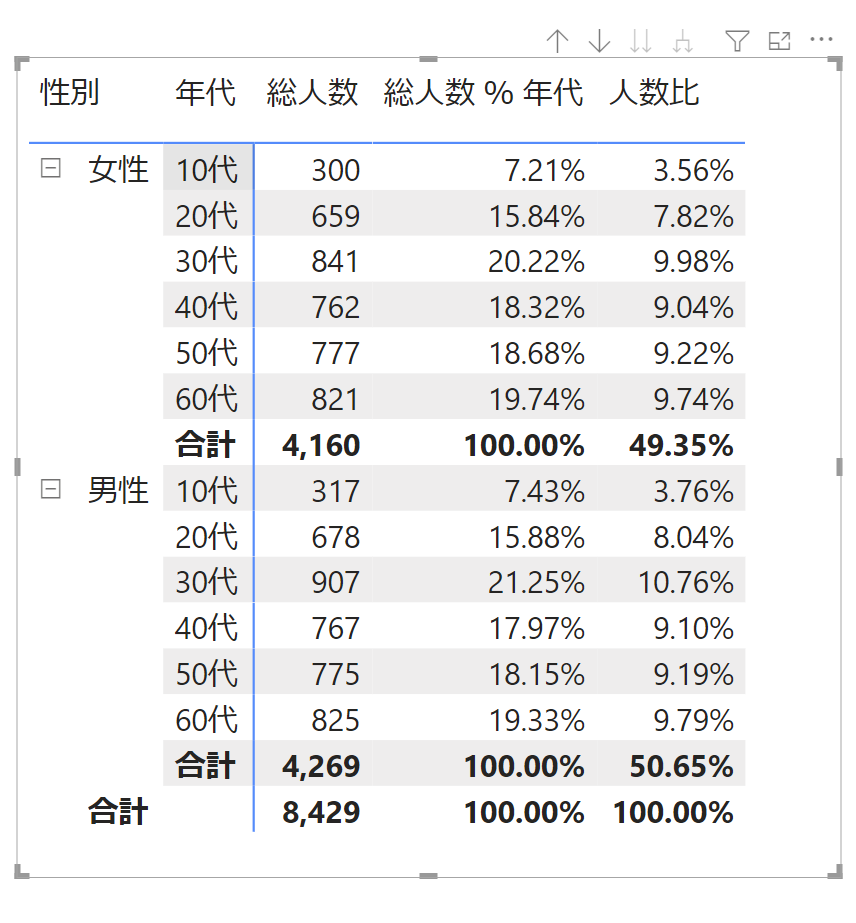 性別 年代 総人数 総人数 % 年代 人数比
女性 10代 300 7.21% 3.56%
20代 659 15.84% 7.82%
30代 841 20.22% 9.98%
40代 762 18.32% 9.04%
50代 777 18.68% 9.22%
60代 821 19.74% 9.74%
合計 4,160 100.00% 49.35%
男性 10代 317 7.43% 3.76%
20代 678 15.88% 8.04%
30代 907 21.25% 10.76%
40代 767 17.97% 9.10%
50代 775 18.15% 9.19%
60代 825 19.33% 9.79%
合計 4,269 100.00% 50.65%
合計 8,429 100.00% 100.00%